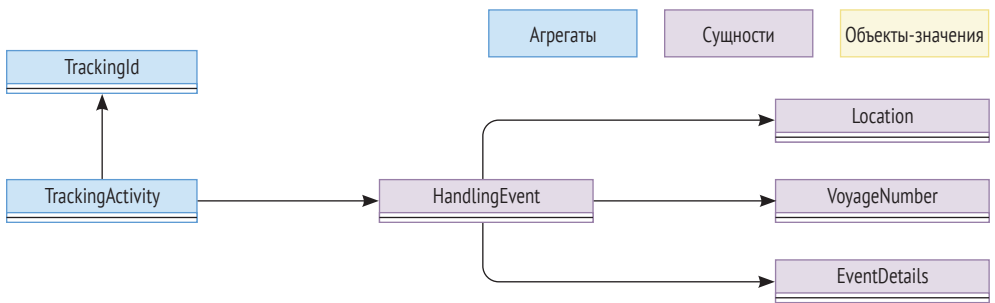 Агрегаты
Сущности
Объекты-значения
TrackingId
Location
TrackingActivity
HandlingEvent
VoyageNumber
EventDetails